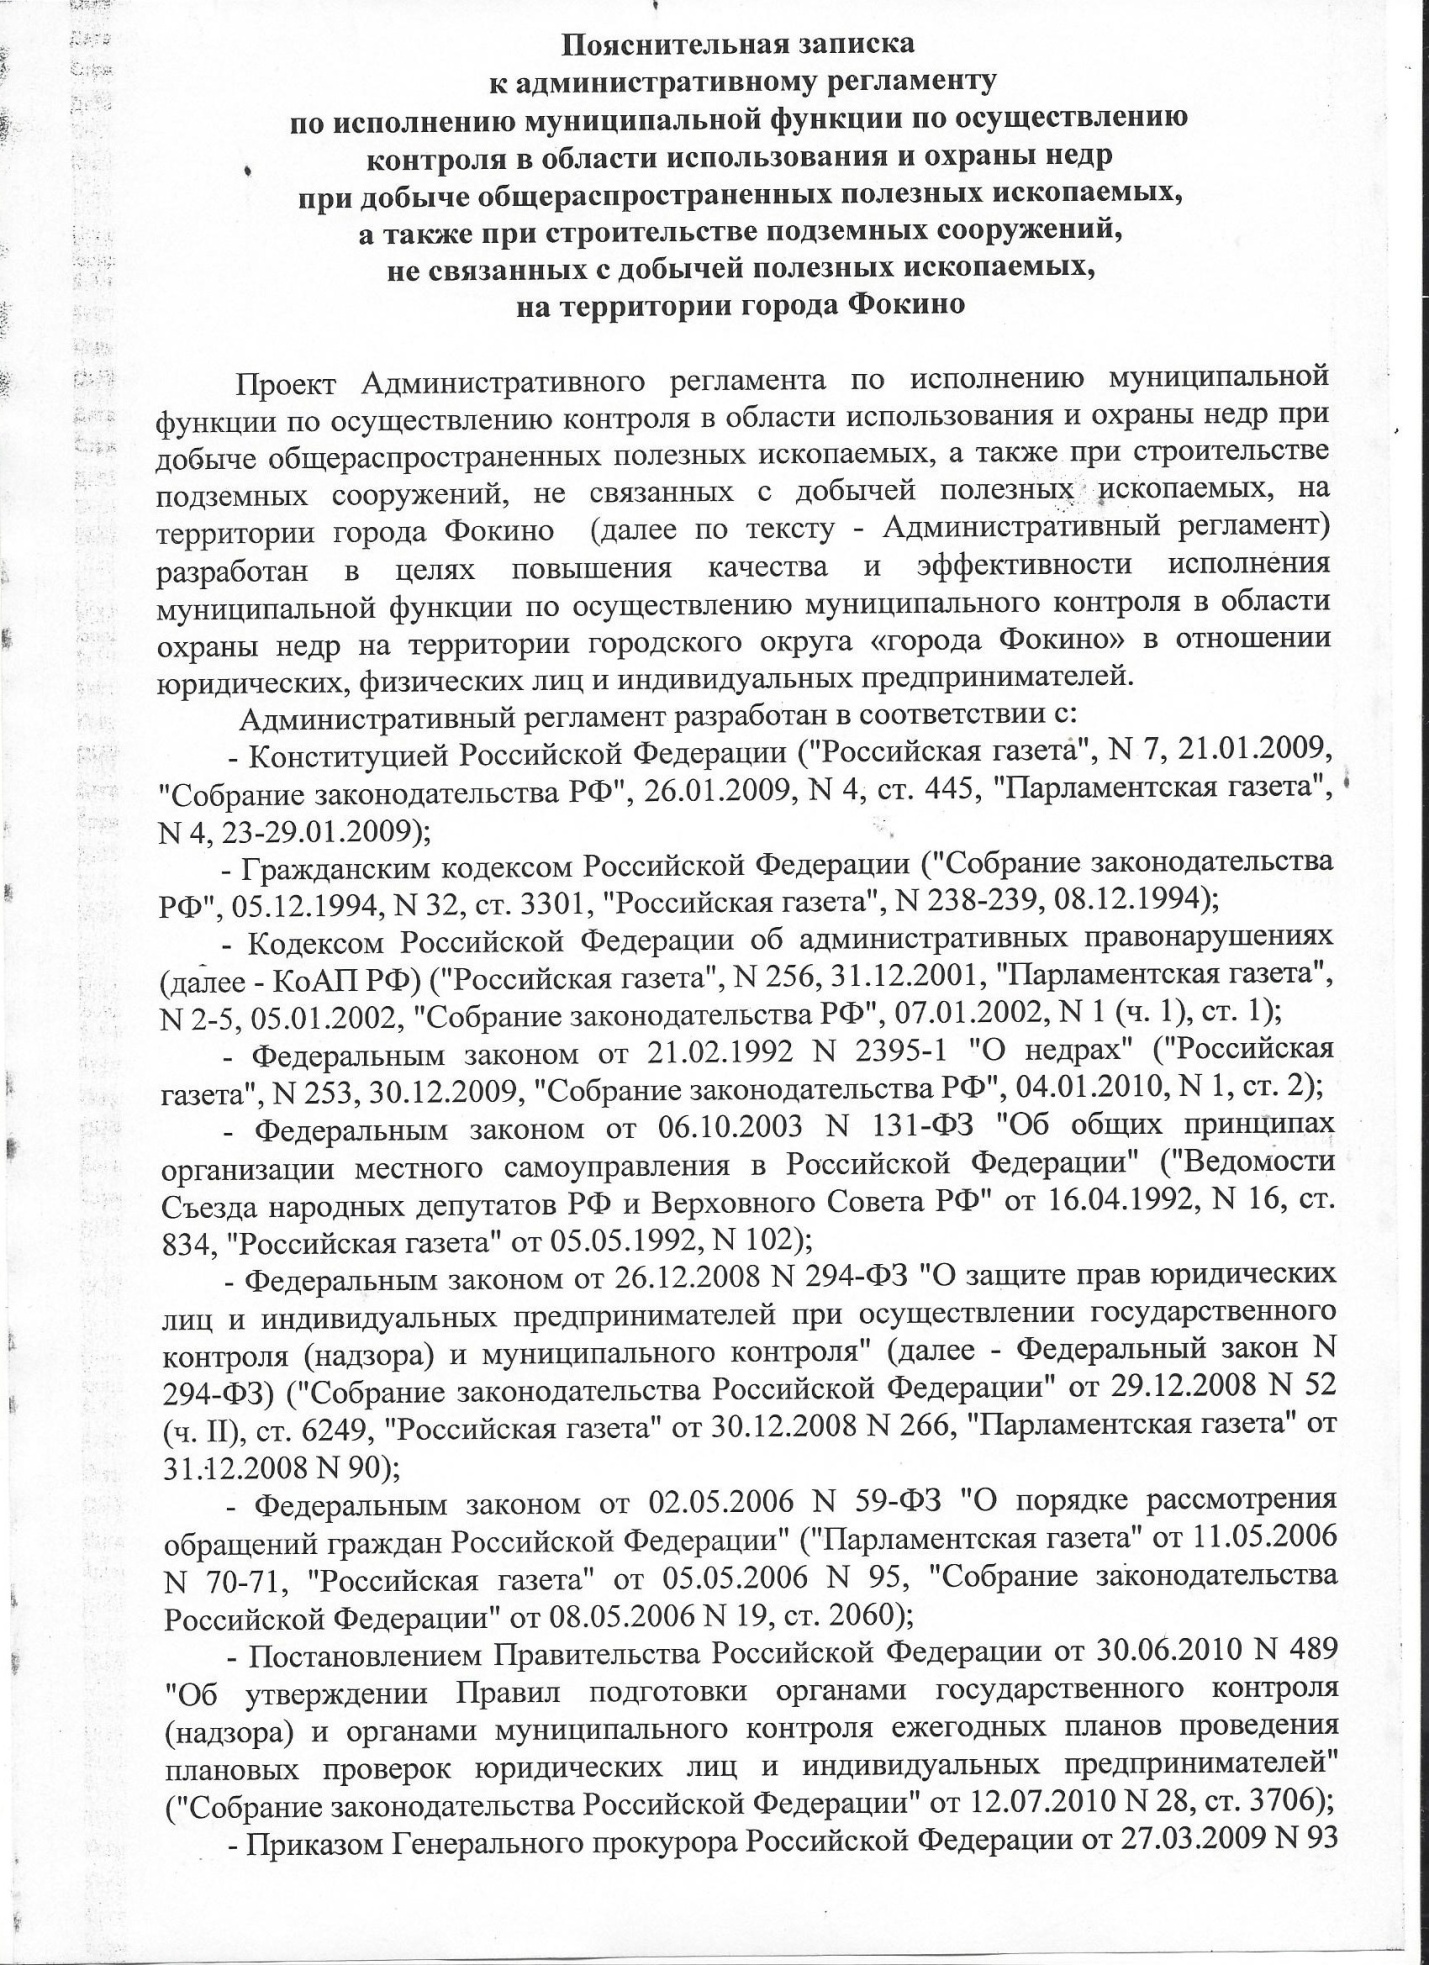 Пояснительная записка
к административному регламенту
по исполнению муниципальной функции по осуществлению
контроля в области использования и охраны недр
при добыче общераспространенных полезных ископаемых,
а также при строительстве подземных сооружений,
не связанных с добычей полезных ископаемых,
на территории города Фокино
Проект Административного регламента по исполнению муниципальной
функции по осуществлению контроля в области использования и охраны недр при
добыче общераспространенных полезных ископаемых, а также при строительстве
подземных сооружений, не связанных с добычей полезных ископаемых, на
территории города Фокино (далее по тексту - Административный регламент)
разработан в целях повышения качества и эффективности исполнения
муниципальной функции по осуществлению муниципального контроля в области
охраны недр на территории городского округа «города Фокино» в отношении
юридических, физических лиц и индивидуальных предпринимателей.
Административный регламент разработан в соответствии с:
- Конституцией Российской Федерации ("Российская газета", N 7, 21.01.2009,
"Собрание законодательства РФ", 26.01.2009, N 4, ст. 445, "Парламентская газета",
N 4, 23-29.01.2009);
- Гражданским кодексом Российской Федерации ("Собрание законодательства
РФ", 05.12.1994, N 32, ст. 3301, "Российская газета", N 238-239, 08.12.1994);
- Кодексом Российской Федерации об административных правонарушениях
(далее - КоАП РФ) ("Российская газета", N 256, 31.12.2001, "Парламентская газета",
N 2-5, 05.01.2002, "Собрание законодательства РФ", 07.01.2002, N 1 (ч. 1), ст. 1);
- Федеральным законом от 21.02.1992 N 2395-1 "О недрах" ("Российская
газета", N 253, 30.12.2009, "Собрание законодательства РФ", 04.01.2010, N 1, ст. 2);
- Федеральным законом от 06.10.2003 N 131-ФЗ "Об общих принципах
организации местного самоуправления в Российской Федерации" ("Ведомости
Съезда народных депутатов РФ и Верховного Совета РФ" от 16.04.1992, N 16, ст.
834, "Российская газета" от 05.05.1992, N 102);
- Федеральным законом от 26.12.2008 N 294-ФЗ "О защите прав юридических
лиц и индивидуальных предпринимателей при осуществлении государственного
контроля (надзора) и муниципального контроля" (далее - Федеральный закон N
294-ФЗ) ("Собрание законодательства Российской Федерации" от 29.12.2008 N 52
(ч. II), ст. 6249, "Российская газета" от 30.12.2008 N 266, "Парламентская газета" от
31.12.2008 N 90);
- Федеральным законом от 02.05.2006 N 59-ФЗ "О порядке рассмотрения
обращений граждан Российской Федерации" ("Парламентская газета" от 11.05.2006
N 70-71, "Российская газета" от 05.05.2006 N 95, "Собрание законодательства
Российской Федерации" от 08.05.2006 N 19, ст. 2060);
- Постановлением Правительства Российской Федерации от 30.06.2010 N 489
"Об утверждении Правил подготовки органами государственного контроля
(надзора) и органами муниципального контроля ежегодных планов проведения
плановых проверок юридических лиц и индивидуальных предпринимателей"
("Собрание законодательства Российской Федерации" от 12.07.2010 N 28, ст. 3706);
- Приказом Генерального прокурора Российской Федерации от 27.03.2009 N 93